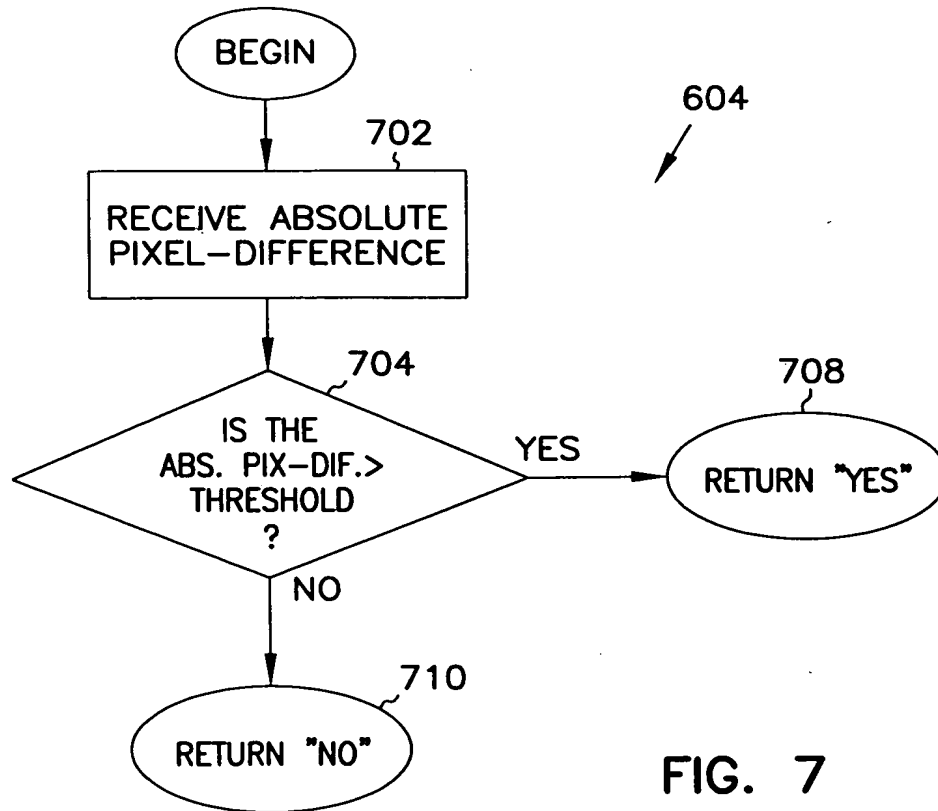 BEGIN
604
702
RECEIVE ABSOLUTE
PIXEL-DIFFERENCE
704
IS THE
ABS. PIX-DIF.>
THRESHOLD
?
YES
708
RETURN "YES"
NO
710
RETURN "NO"
FIG. 7